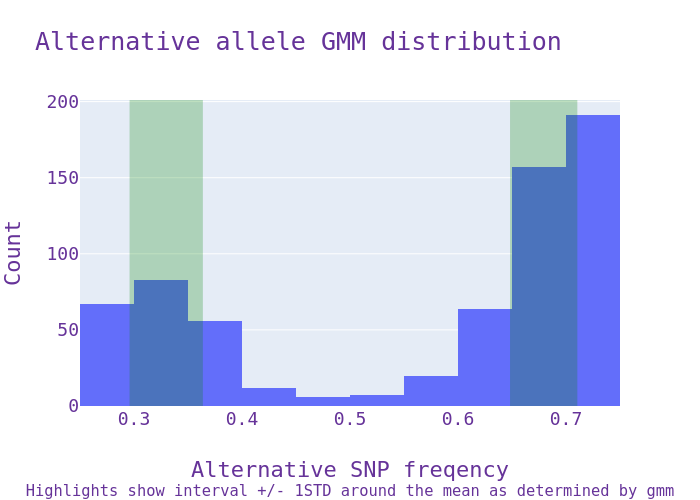 Alternative allele GMM distribution
200
150
100
50
0
Count
0.3 0.4 0.5 0.6 0.7
Alternative SNP freqency
Highlights show interval +/- 1STD around the mean as determined by gmm